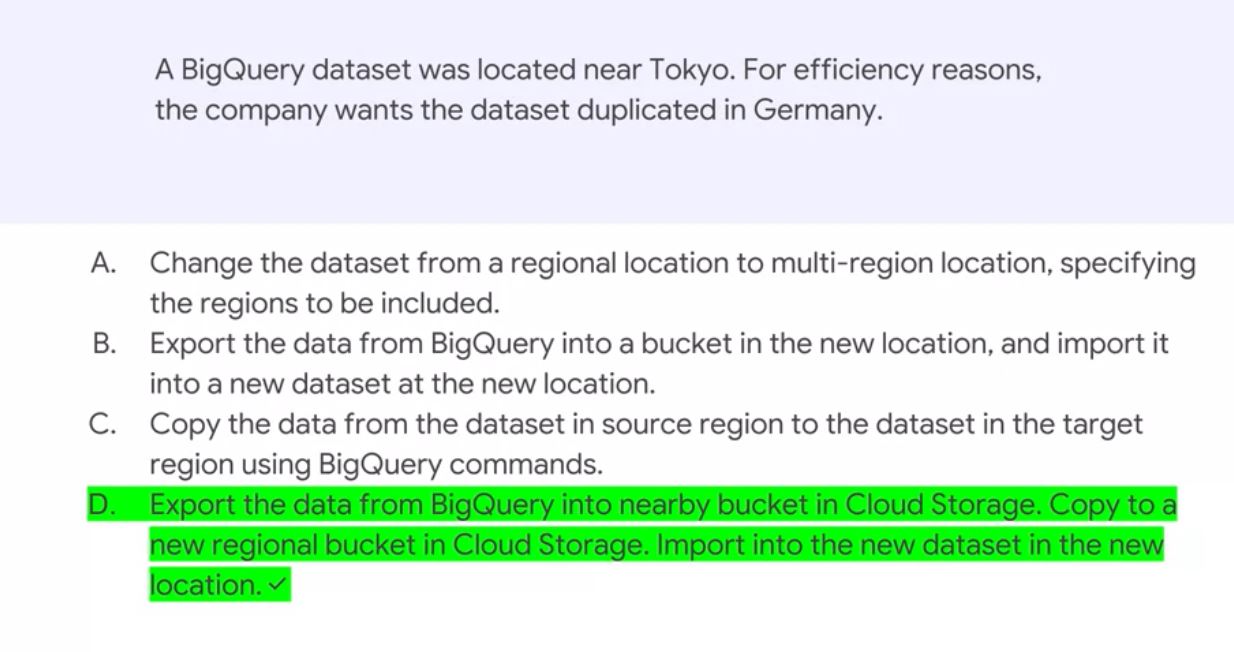 A BigQuery dataset was located near Tokyo. For efficiency reasons,
the company wants the dataset duplicated in Germany.
A. Change the dataset from a regional location to multi-region location, specifying
the regions to be included.
B. Export the data from BigQuery into a bucket in the new location, and import it
into a new dataset at the new location.
C. Copy the data from the dataset in source region to the dataset in the target
region using BigQuery commands.
D. Export the data from BigQuery into nearby bucket in Cloud Storage. Copy to a
new regional bucket in Cloud Storage. Import into the new dataset in the new
location. ✓